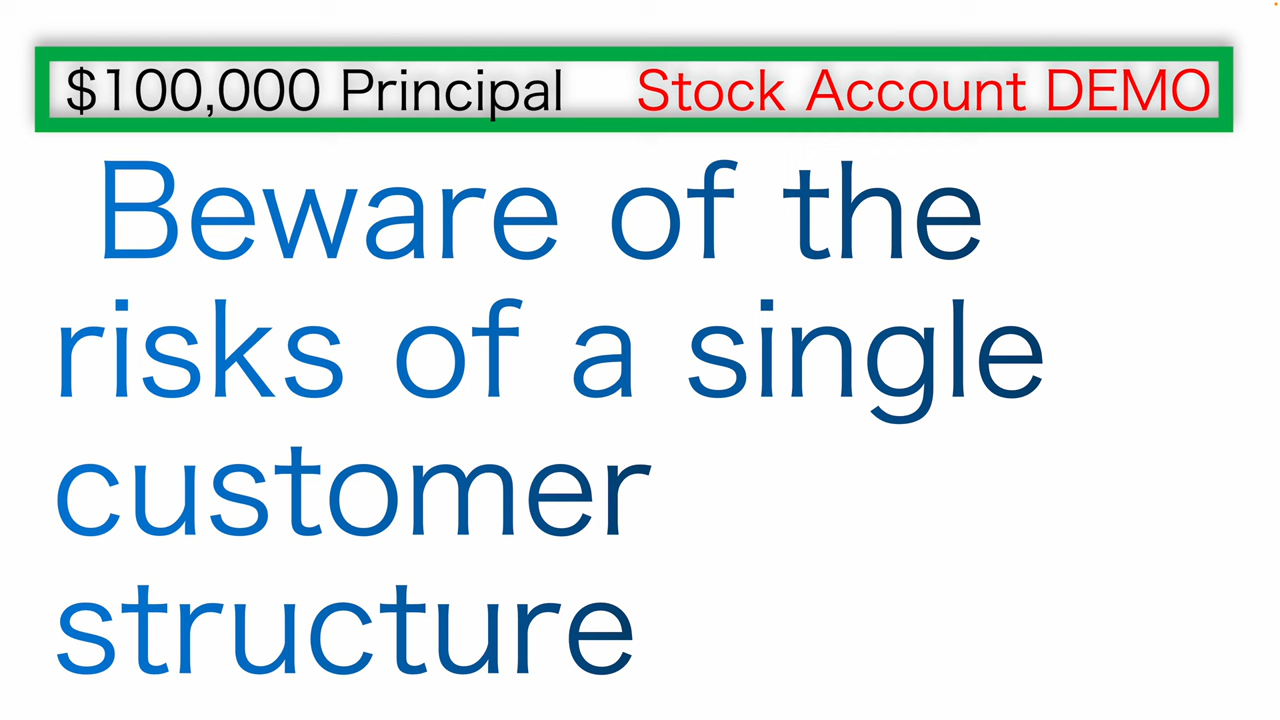 $100,000 Principal Stock Account DEMO
Beware of the
risks of a single
customer
structure